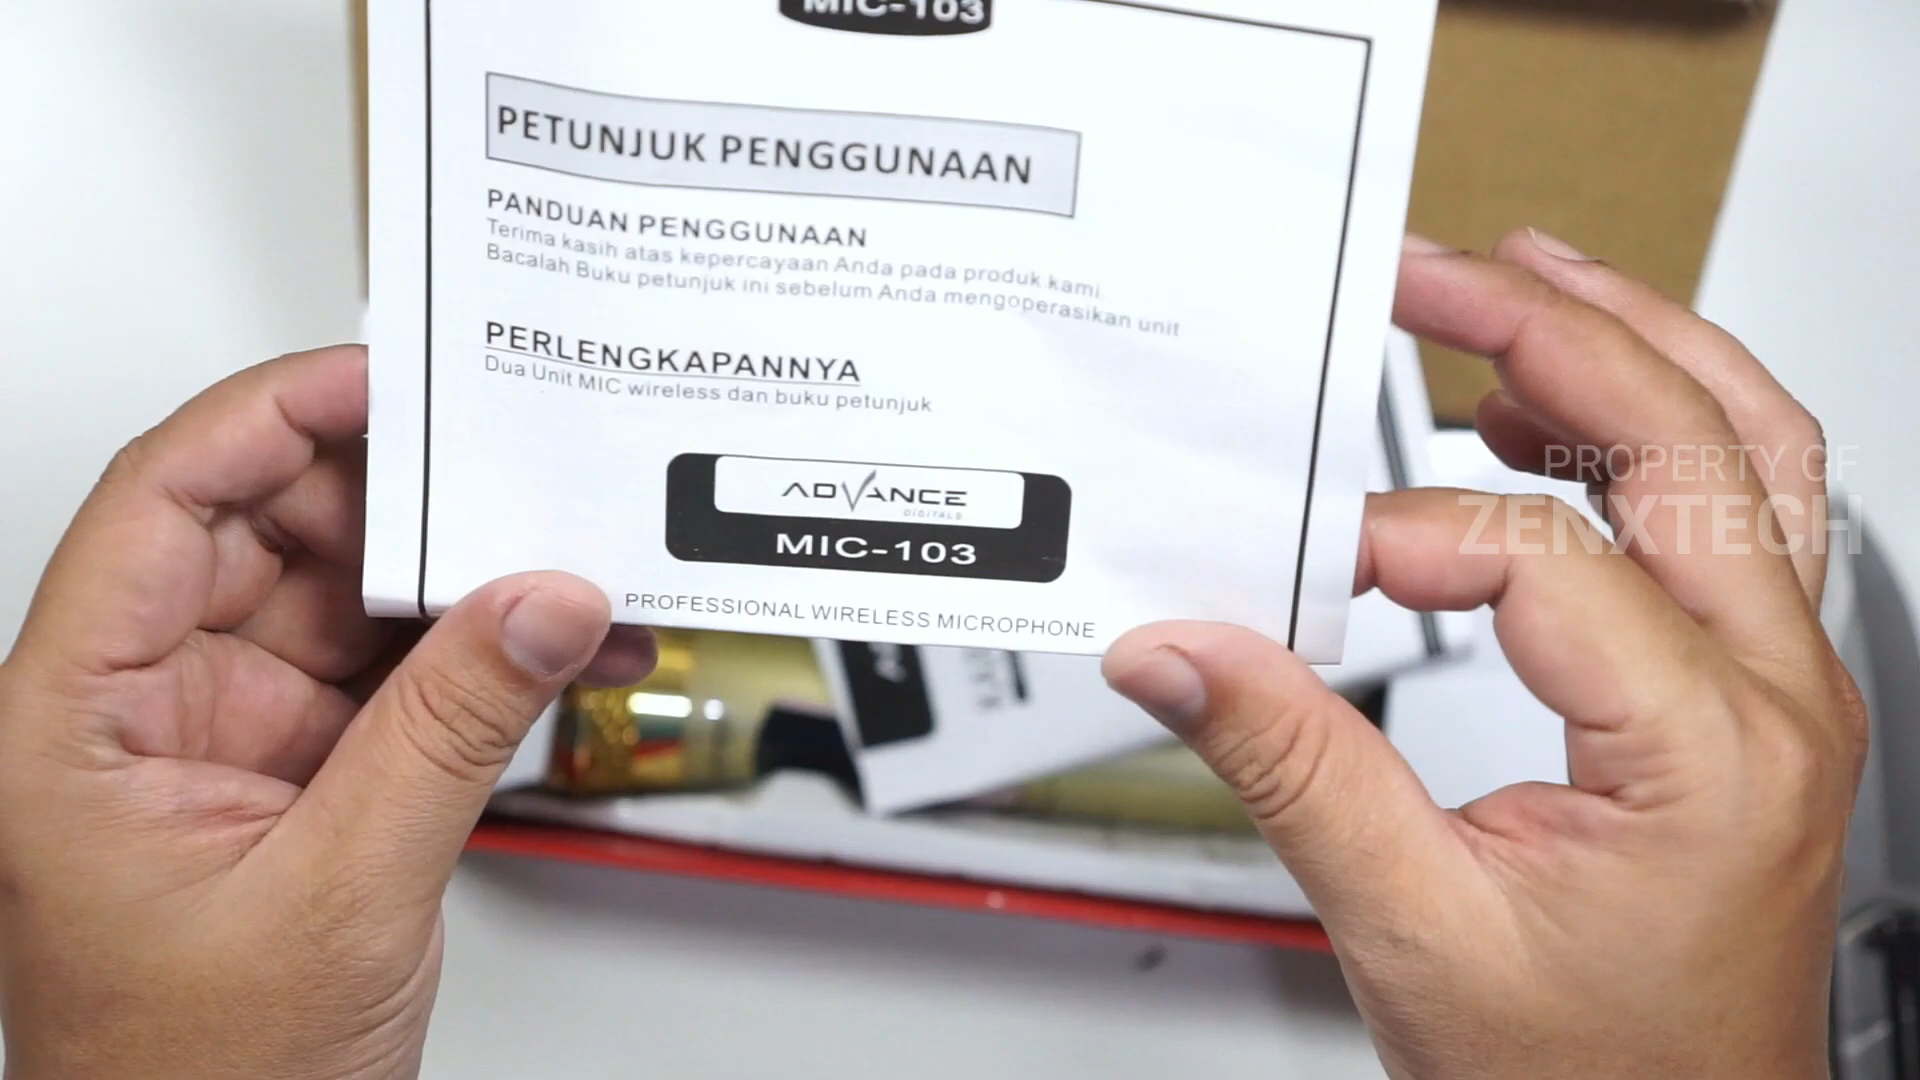 MIC-103
PETUNJUK PENGGUNAAN
PANDUAN PENGGUNAAN
Terima kasih atas kepercayaan Anda pada produk kami.
Bacalah Buku petunjuk ini sebelum Anda mengoperasikan unit
PERLENGKAPANNYA
Dua Unit MIC wireless dan buku petunjuk
ADVANCE
DIGITALS
MIC-103
PROFESSIONAL WIRELESS MICROPHONE
PROPERTY OF
ZENXTECH